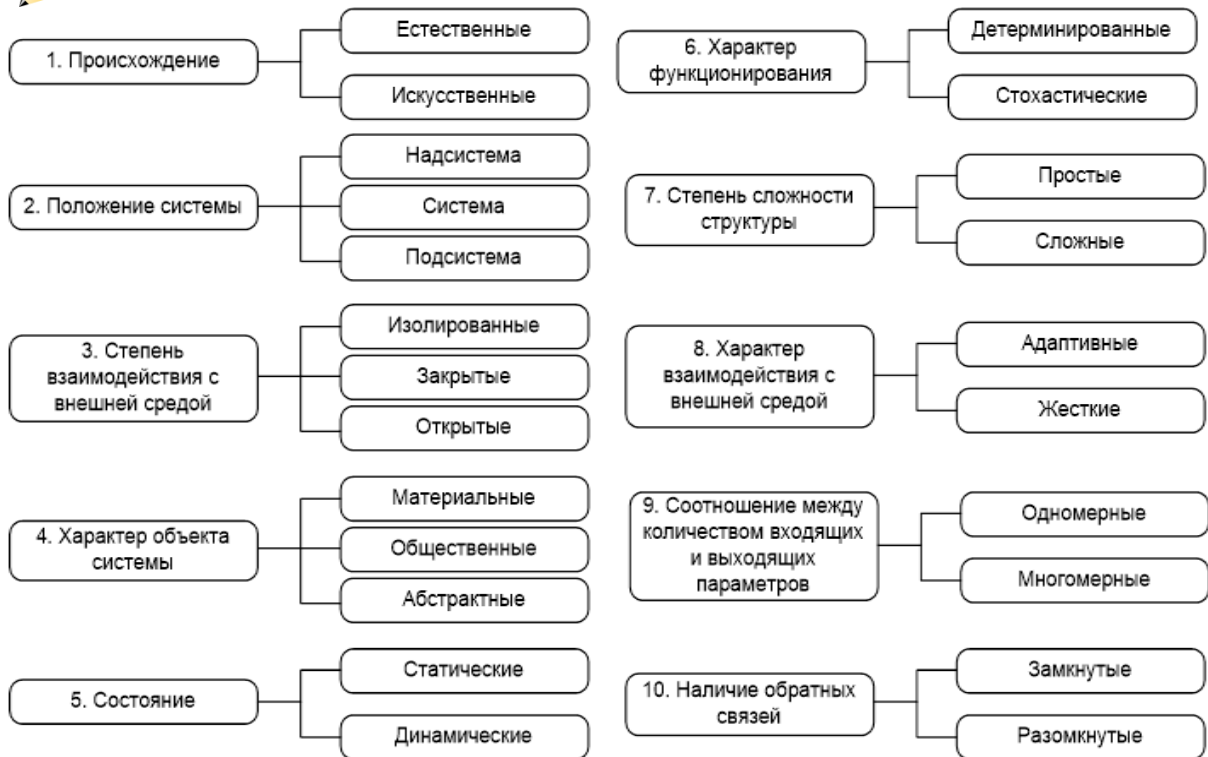 1. Происхождение
Естественные
Искусственные
2. Положение системы
Надсистема
Система
Подсистема
3. Степень
взаимодействия с
внешней средой
Изолированные
Закрытые
Открытые
4. Характер объекта
системы
Материальные
Общественные
Абстрактные
5. Состояние
Статические
Динамические
6. Характер
функционирования
Детерминированные
Стохастические
7. Степень сложности
структуры
Простые
Сложные
8. Характер
взаимодействия с
внешней средой
Адаптивные
Жесткие
9. Соотношение между
количеством входящих
и выходящих
параметров
Одномерные
Многомерные
10. Наличие обратных
связей
Замкнутые
Разомкнутые